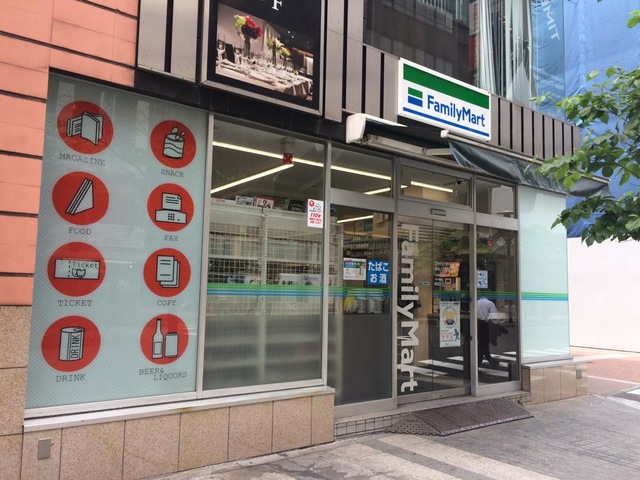 F
FamilyMart
MAGAZINE
SNACK
FOOD
FAX
Ticket
TICKET
COPY
DRINK
DRINK
BEER&
LIQUORS
たばこ
お酒
FamilyMart